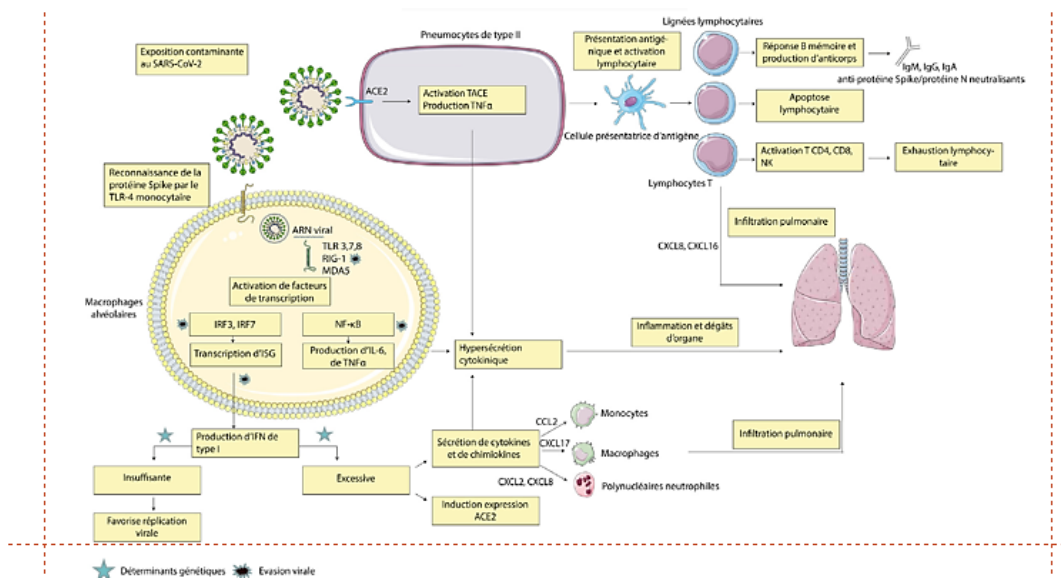 Exposition contaminante
au SARS-CoV-2
Pneumocytes de type II
ACE2
Activation TACE
Production TNFα
Présentation antigé-
nique et activation
lymphocytaire
Cellule présentatrice d'antigène
Lignées lymphocytaires
Réponse B mémoire et
production d'anticorps
IgM, IgG, IgA
anti-protéine Spike/protéine N neutralisants
Apoptose
lymphocytaire
Activation T CD4, CD8,
NK
Exhaustion lymphocy-
taire
Lymphocytes T
Reconnaissance de la
protéine Spike par le
TLR-4 monocytaire
ARN viral
TLR 3,7,8
RIG-1
MDA5
Activation de facteurs
de transcription
Macrophages
alvéolaires
IRF3, IRF7
NF-κB
Transcription d'ISG
Production d'IL-6,
de TNFα
Infiltration pulmonaire
CXCL8, CXCL16
Hypersécrétion
cytokinique
Inflammation et dégâts
d'organe
Production d'IFN de
type I
Insuffisante
Excessive
Favorise réplication
virale
Sécrétion de cytokines
et de chimiokines
Induction expression
ACE2
CCL2
Monocytes
CXCL17
Macrophages
CXCL2, CXCL8
Polynucléaires neutrophiles
Infiltration pulmonaire
Déterminants génétiques
Evasion virale